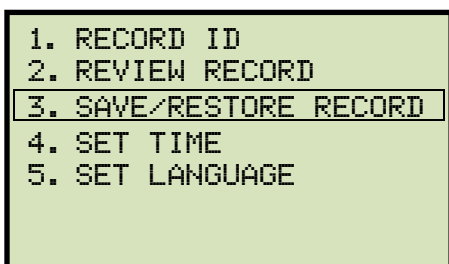 1. RECORD ID
2. REVIEW RECORD
3. SAVE/RESTORE RECORD
4. SET TIME
5. SET LANGUAGE